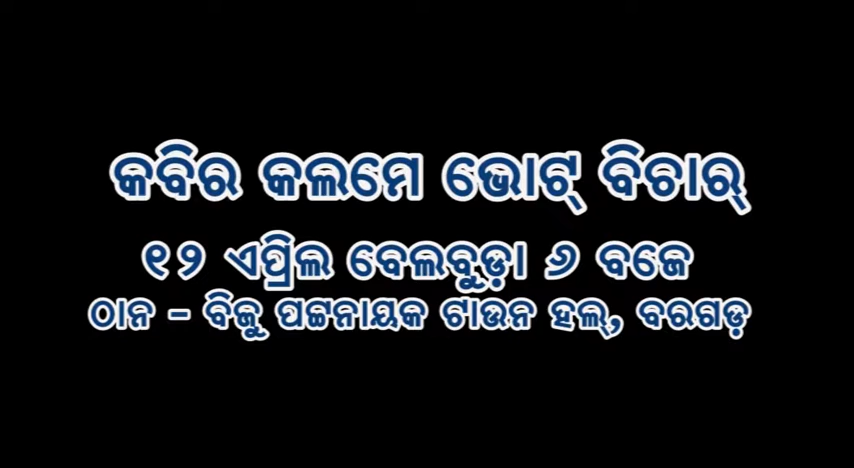 କବିର କଲମେ ଭୋଟ୍ ବିଚାର୍
୧୨ ଏପ୍ରିଲ ବେଲବୁଡ଼ା ୬ ବଜେ
ଠାନ - ବିଜୁ ପଟ୍ଟନାୟକ ଟାଉନ ହଲ୍, ବରଗଡ଼